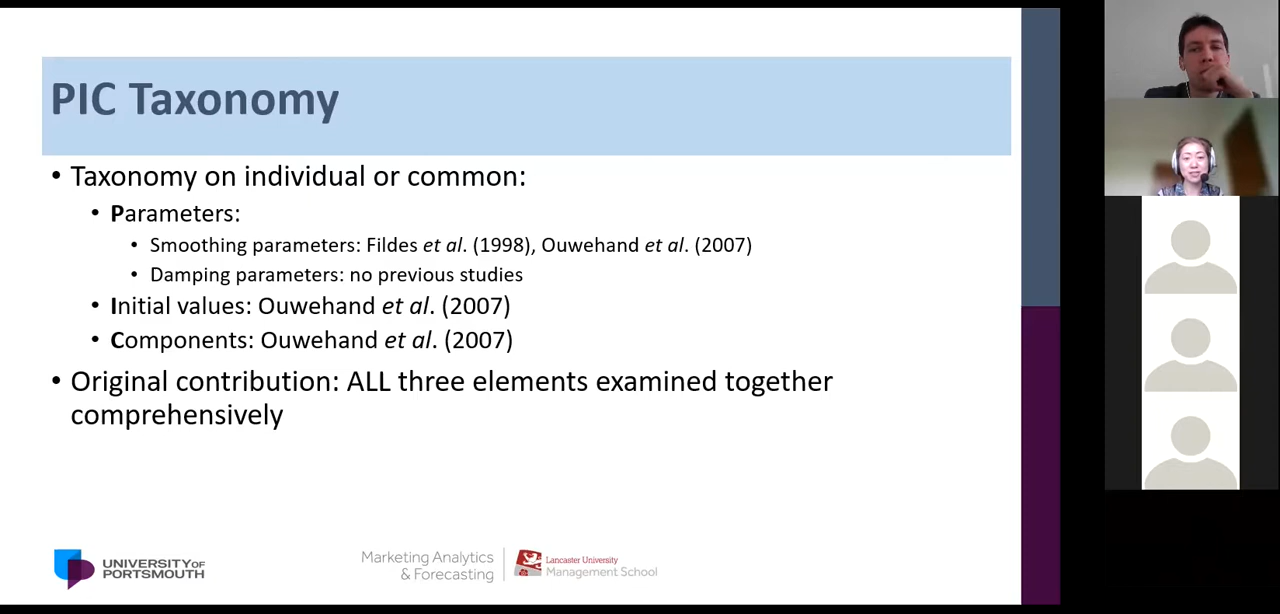 PIC Taxonomy
• Taxonomy on individual or common:
• Parameters:
• Smoothing parameters: Fildes et al. (1998), Ouwehand et al. (2007)
• Damping parameters: no previous studies
• Initial values: Ouwehand et al. (2007)
• Components: Ouwehand et al. (2007)
• Original contribution: ALL three elements examined together
comprehensively
UNIVERSITY OF
PORTSMOUTH
Marketing Analytics
& Forecasting
Lancaster University
Management School